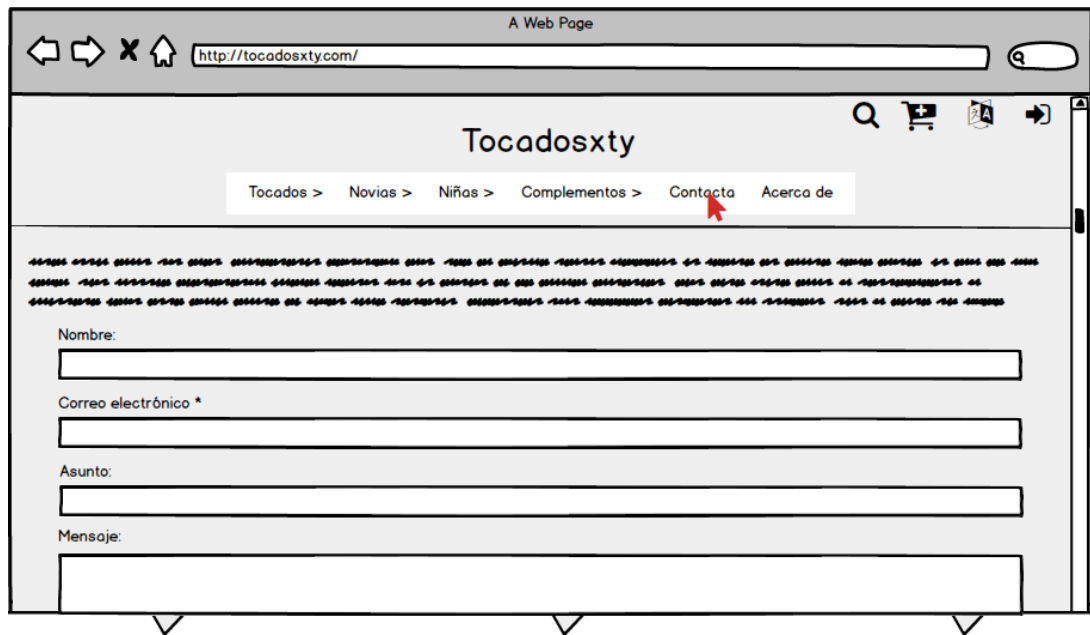 A Web Page
http://tocadosxty.com/
Tocadosxty
Tocados > Novias > Niñas > Complementos > Contacta Acerca de
Nombre:
Correo electrónico *
Asunto:
Mensaje: